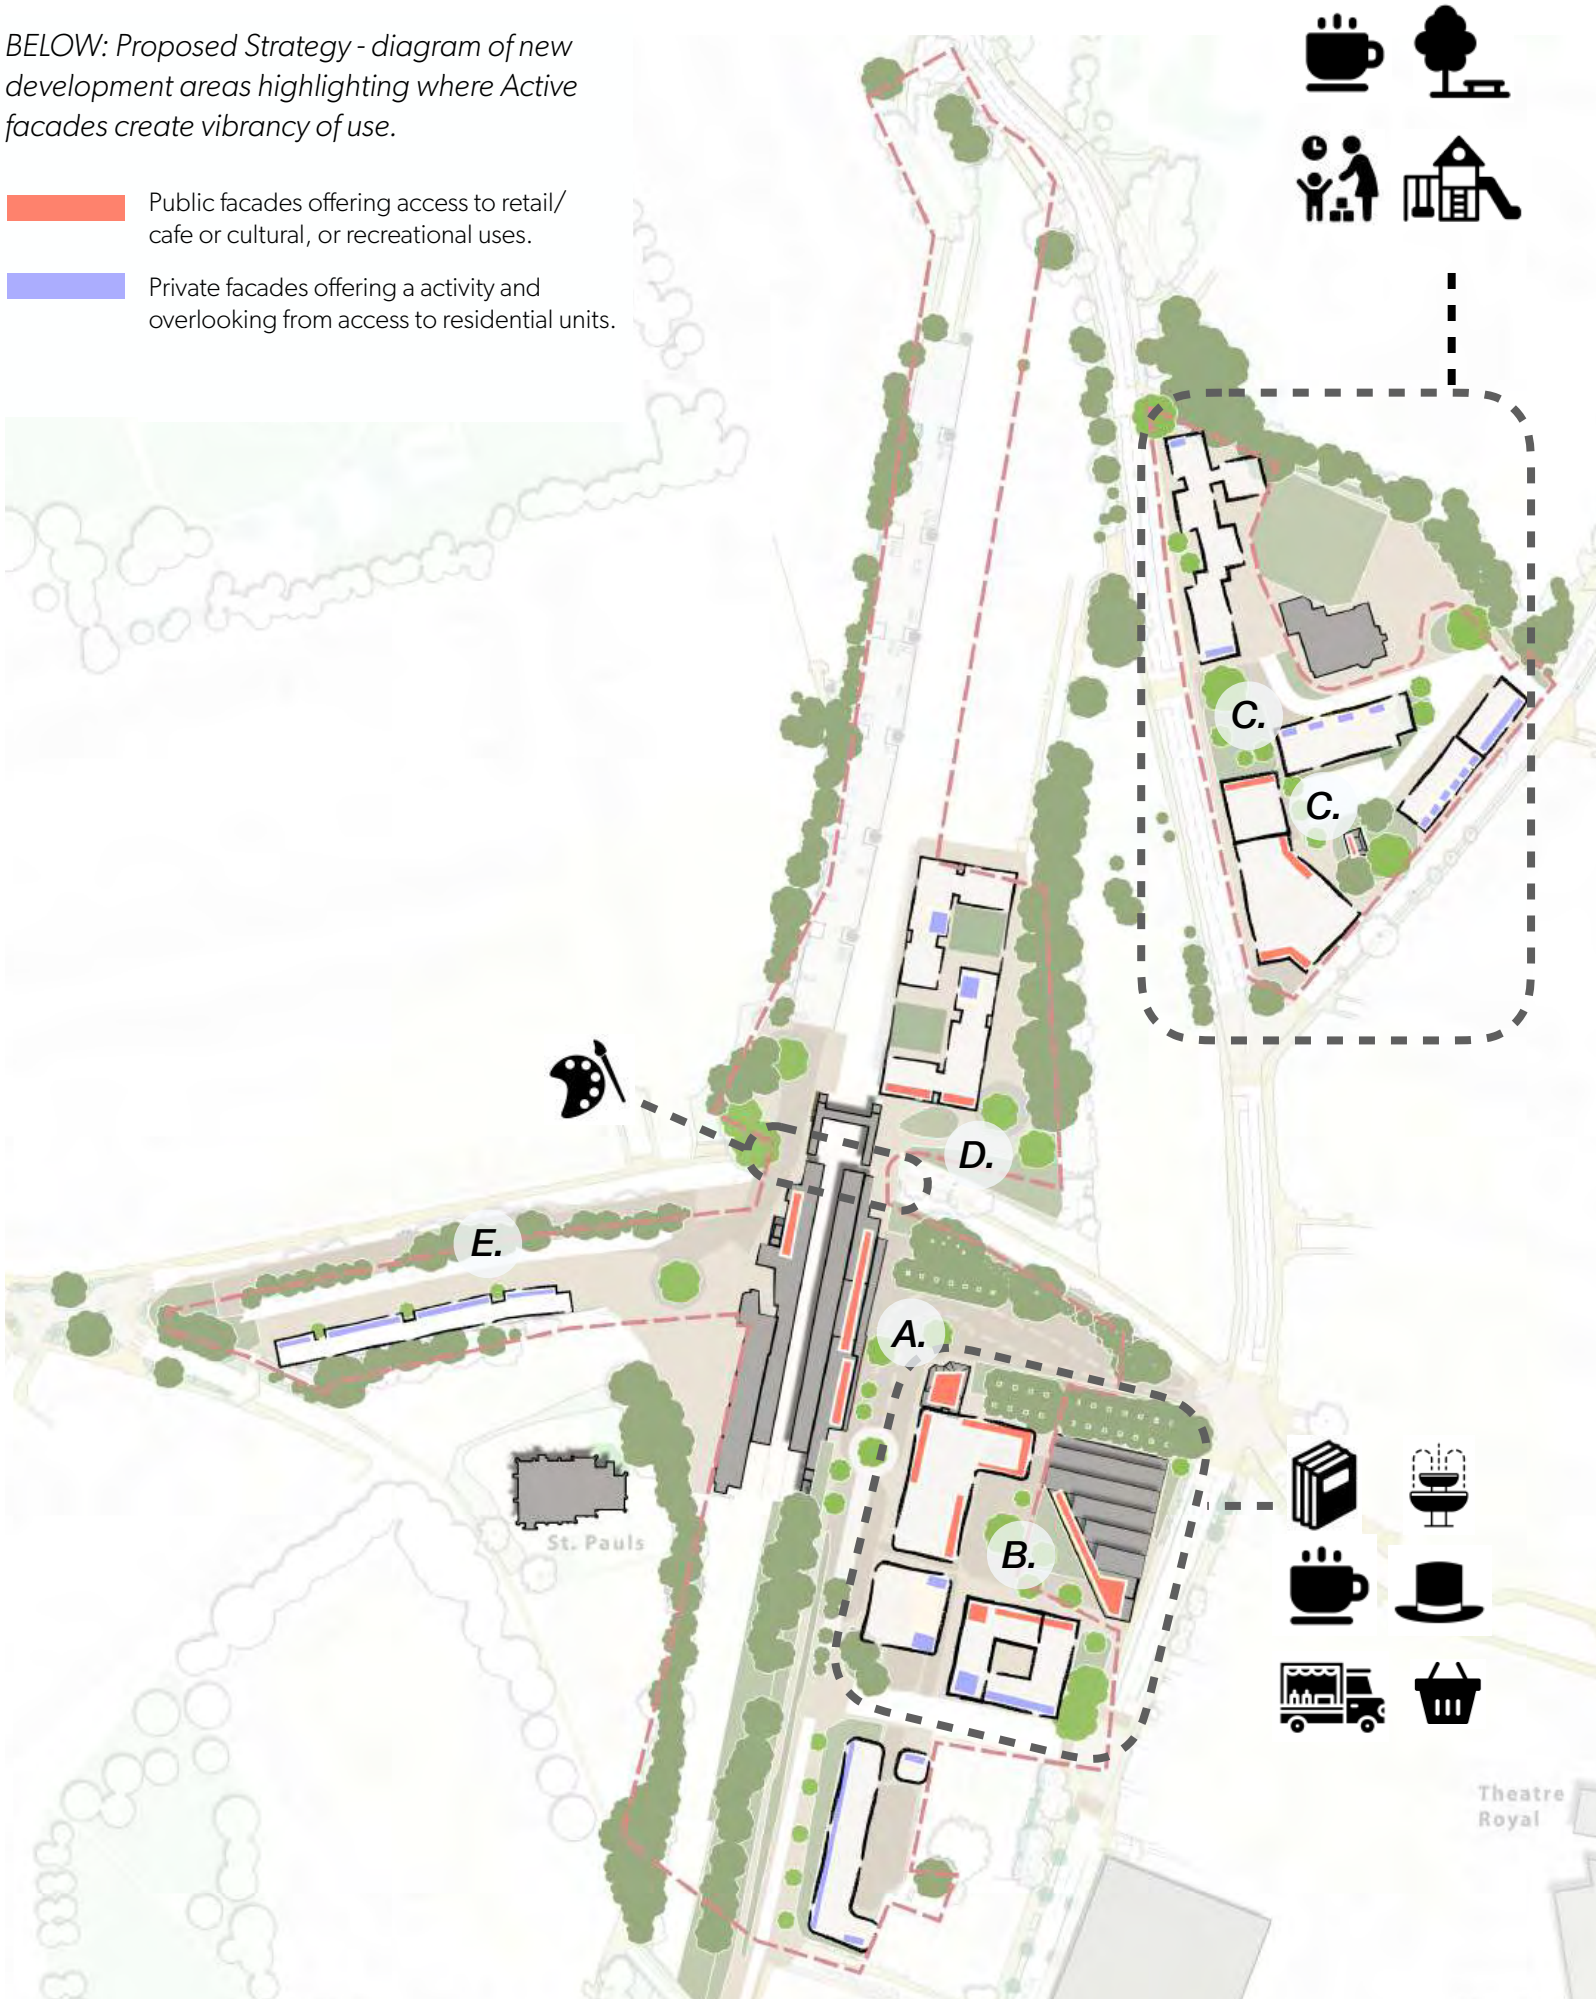 BELOW: Proposed Strategy - diagram of new
development areas highlighting where Active
facades create vibrancy of use.
Public facades offering access to retail/
cafe or cultural, or recreational uses.
Private facades offering a activity and
overlooking from access to residential units.
C.
C.
D.
E.
A.
B.
St. Pauls
Theatre
Royal